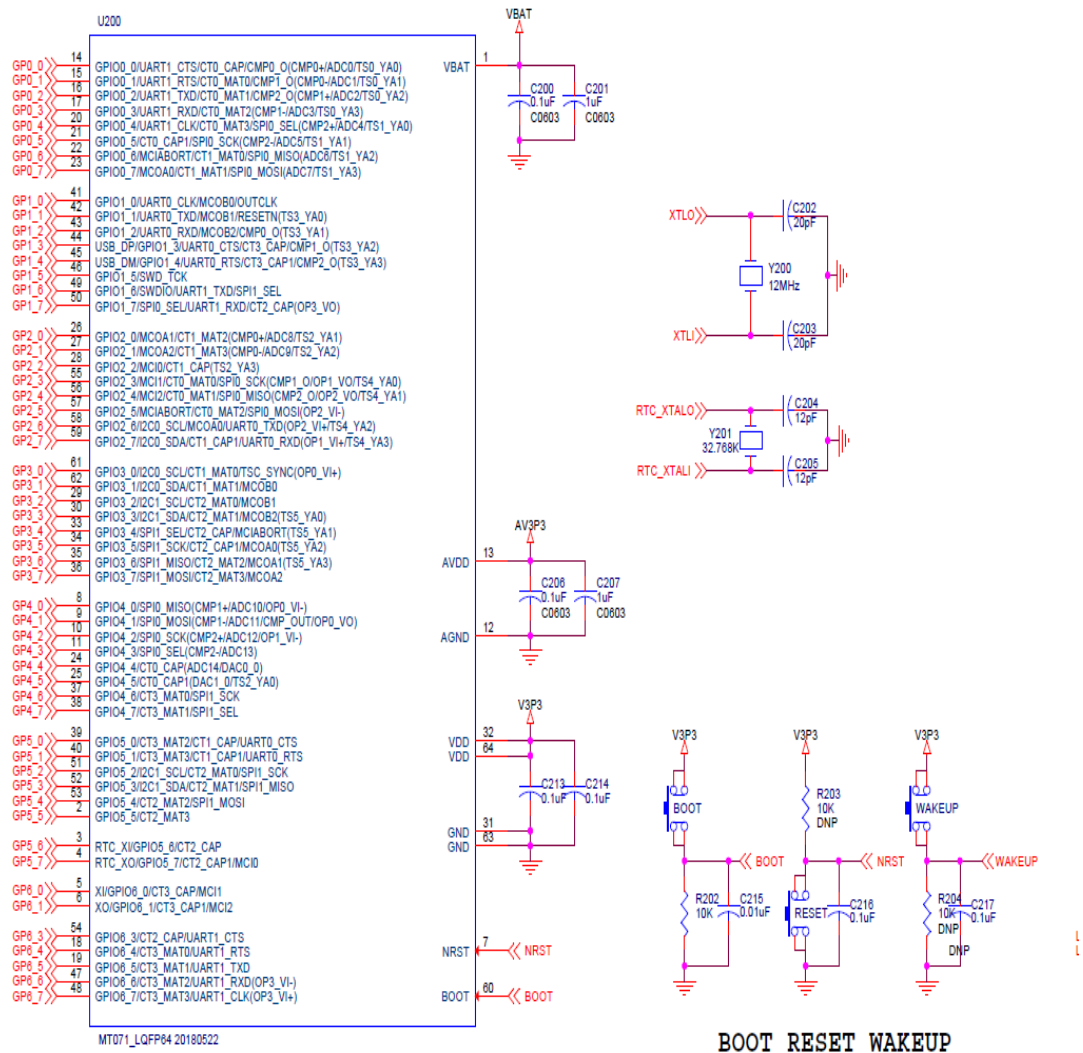 U200
GP0_0 14 GPIO0_0/UART1_CTS/CT0_CAP/CMP0_O(CMP0+/ADC0/TS0_YA0)
GP0_1 15 GPIO0_1/UART1_RTS/CT0_MAT0/CMP1_O(CMP0-/ADC1/TS0_YA1)
GP0_2 16 GPIO0_2/UART1_TXD/CT0_MAT1/CMP2_O(CMP1+/ADC2/TS0_YA2)
GP0_3 17 GPIO0_3/UART1_RXD/CT0_MAT2(CMP1-/ADC3/TS0_YA3)
GP0_4 20 GPIO0_4/UART1_CLK/CT0_MAT3/SPI0_SEL(CMP2+/ADC4/TS1_YA0)
GP0_5 21 GPIO0_5/CT0_CAP1/SPI0_SCK(CMP2-/ADC5/TS1_YA1)
GP0_6 22 GPIO0_6/MCIABORT/CT1_MAT0/SPI0_MISO(ADC6/TS1_YA2)
GP0_7 23 GPIO0_7/MCOA0/CT1_MAT1/SPI0_MOSI(ADC7/TS1_YA3)
GP1_0 41 GPIO1_0/UART0_CLK/MCOB0/OUTCLK
GP1_1 42 GPIO1_1/UART0_TXD/MCOB1/RESETN(TS3_YA0)
GP1_2 43 GPIO1_2/UART0_RXD/MCOB2/CMP0_O(TS3_YA1)
GP1_3 44 USB_DP/GPIO1_3/UART0_CTS/CT3_CAP/CMP1_O(TS3_YA2)
GP1_4 45 USB_DM/GPIO1_4/UART0_RTS/CT3_CAP1/CMP2_O(TS3_YA3)
GP1_5 46 GPIO1_5/SWD_TCK
GP1_6 49 GPIO1_6/SWDIO/UART1_TXD/SPI1_SEL
GP1_7 50 GPIO1_7/SPI0_SEL/UART1_RXD/CT2_CAP(OP3_VO)
GP2_0 26 GPIO2_0/MCOA1/CT1_MAT2(CMP0+/ADC8/TS2_YA1)
GP2_1 27 GPIO2_1/MCOA2/CT1_MAT3(CMP0-/ADC9/TS2_YA2)
GP2_2 28 GPIO2_2/MCI0/CT1_CAP(TS2_YA3)
GP2_3 55 GPIO2_3/MCI1/CT0_MAT0/SPI0_SCK(CMP1_O/OP1_VO/TS4_YA0)
GP2_4 56 GPIO2_4/MCI2/CT0_MAT1/SPI0_MISO(CMP2_O/OP2_VO/TS4_YA1)
GP2_5 57 GPIO2_5/MCIABORT/CT0_MAT2/SPI0_MOSI(OP2_VI-)
GP2_6 58 GPIO2_6/I2C0_SCL/MCOA0/UART0_TXD(OP2_VI+/TS4_YA2)
GP2_7 59 GPIO2_7/I2C0_SDA/CT1_CAP1/UART0_RXD(OP1_VI+/TS4_YA3)
GP3_0 61 GPIO3_0/I2C0_SCL/CT1_MAT0/TSC_SYNC(OP0_VI+)
GP3_1 62 GPIO3_1/I2C0_SDA/CT1_MAT1/MCOB0
GP3_2 29 GPIO3_2/I2C1_SCL/CT2_MAT0/MCOB1
GP3_3 30 GPIO3_3/I2C1_SDA/CT2_MAT1/MCOB2(TS5_YA0)
GP3_4 33 GPIO3_4/SPI1_SEL/CT2_CAP/MCIABORT(TS5_YA1)
GP3_5 34 GPIO3_5/SPI1_SCK/CT2_CAP1/MCOA0(TS5_YA2)
GP3_6 35 GPIO3_6/SPI1_MISO/CT2_MAT2/MCOA1(TS5_YA3)
GP3_7 36 GPIO3_7/SPI1_MOSI/CT2_MAT3/MCOA2
GP4_0 8 GPIO4_0/SPI0_MISO(CMP1+/ADC10/OP0_VI-)
GP4_1 9 GPIO4_1/SPI0_MOSI(CMP1-/ADC11/CMP_OUT/OP0_VO)
GP4_2 10 GPIO4_2/SPI0_SCK(CMP2+/ADC12/OP1_VI-)
GP4_3 11 GPIO4_3/SPI0_SEL(CMP2-/ADC13)
GP4_4 24 GPIO4_4/CT0_CAP(ADC14/DAC0_0)
GP4_5 25 GPIO4_5/CT0_CAP1(DAC1_0/TS2_YA0)
GP4_6 37 GPIO4_6/CT3_MAT0/SPI1_SCK
GP4_7 38 GPIO4_7/CT3_MAT1/SPI1_SEL
GP5_0 39 GPIO5_0/CT3_MAT2/CT1_CAP/UART0_CTS
GP5_1 40 GPIO5_1/CT3_MAT3/CT1_CAP1/UART0_RTS
GP5_2 51 GPIO5_2/I2C1_SCL/CT2_MAT0/SPI1_SCK
GP5_3 52 GPIO5_3/I2C1_SDA/CT2_MAT1/SPI1_MISO
GP5_4 53 GPIO5_4/CT2_MAT2/SPI1_MOSI
GP5_5 2 GPIO5_5/CT2_MAT3
GP5_6 3 RTC_XI/GPIO5_6/CT2_CAP
GP5_7 4 RTC_XO/GPIO5_7/CT2_CAP1/MCI0
GP6_0 5 XI/GPIO6_0/CT3_CAP/MCI1
GP6_1 6 XO/GPIO6_1/CT3_CAP1/MCI2
GP6_3 54 GPIO6_3/CT2_CAP/UART1_CTS
GP6_4 18 GPIO6_4/CT3_MAT0/UART1_RTS
GP6_5 19 GPIO6_5/CT3_MAT1/UART1_TXD
GP6_6 47 GPIO6_6/CT3_MAT2/UART1_RXD(OP3_VI-)
GP6_7 48 GPIO6_7/CT3_MAT3/UART1_CLK(OP3_VI+)
MT071_LQFP64 20180522
VBAT
VBAT 1
C200
0.1uF
C0603
C201
1uF
C0603
AV3P3
AVDD 13
C206
0.1uF
C0603
C207
1uF
C0603
AGND 12
V3P3
VDD 32
VDD 64
C213
0.1uF
C214
0.1uF
GND 31
GND 63
NRST 7 NRST
BOOT 60 BOOT
XTLO
C202
20pF
Y200
12MHz
XTLI
C203
20pF
RTC_XTALO
C204
12pF
Y201
32.768K
RTC_XTALI
C205
12pF
V3P3
BOOT
BOOT
R202
10K
C215
0.01uF
V3P3
R203
10K
DNP
NRST
RESET
C216
0.1uF
V3P3
WAKEUP
WAKEUP
R204
10K
DNP
C217
0.1uF
DNP
BOOT RESET WAKEUP